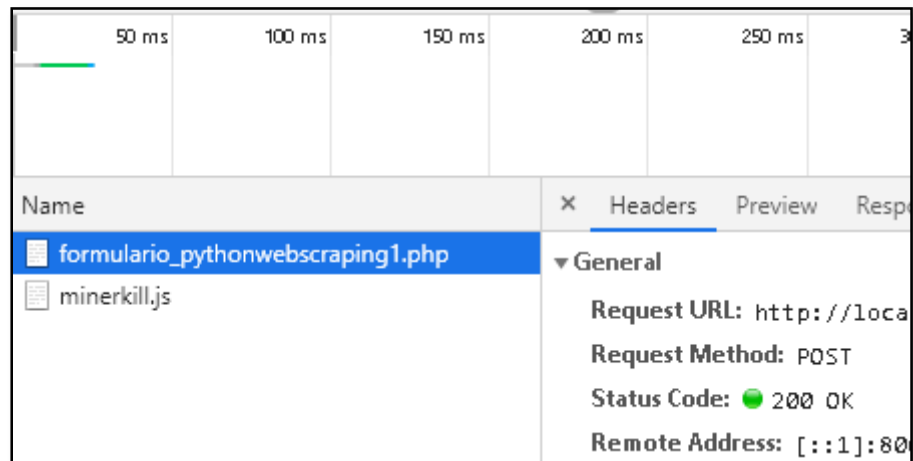 50 ms 100 ms 150 ms 200 ms 250 ms
Name × Headers Preview Resp
formulario_pythonwebscraping1.php
▾ General
minerkill.js
Request URL: http://loca
Request Method: POST
Status Code: 200 OK
Remote Address: [::1]:80